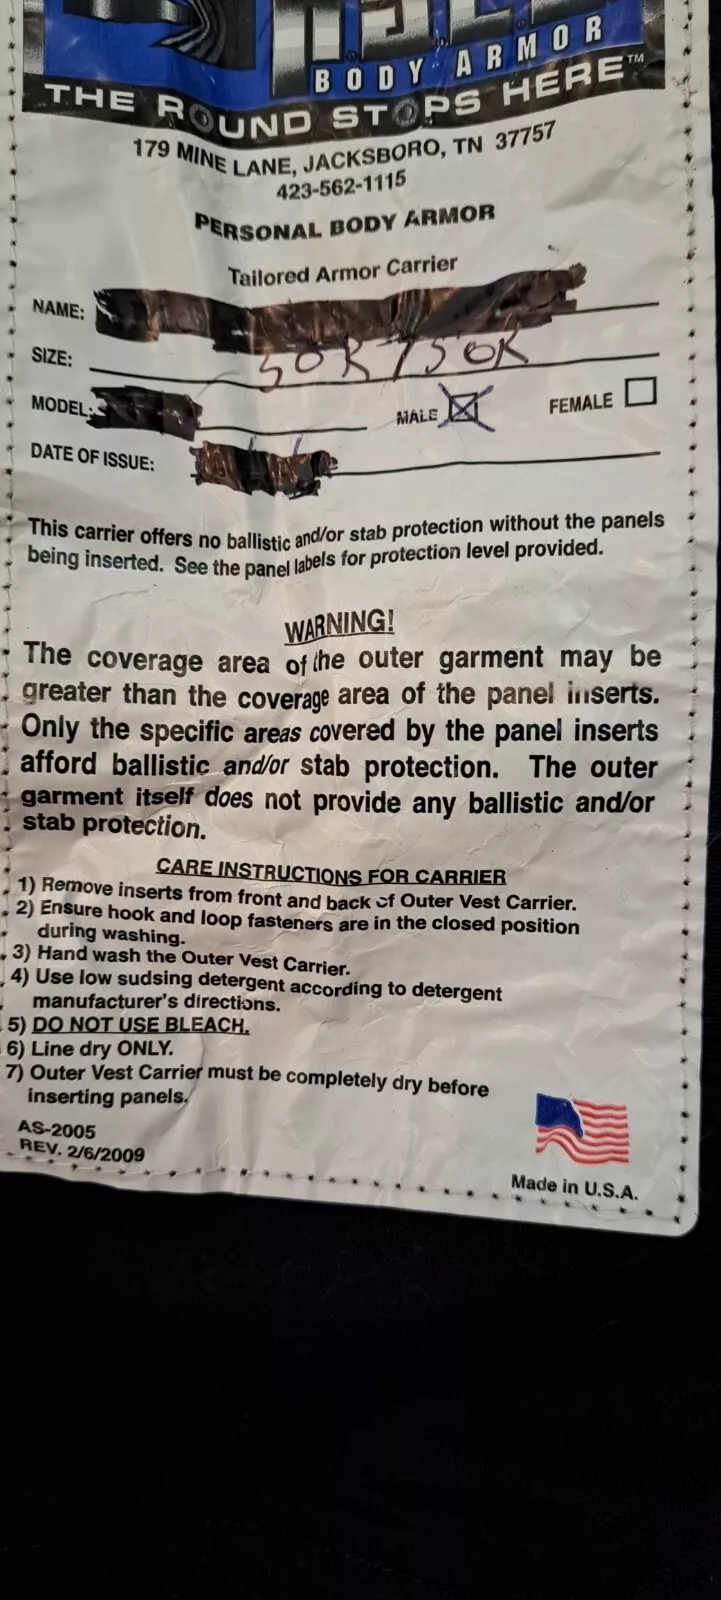 BODY ARMOR
THE ROUND STOPS HERE™
179 MINE LANE, JACKSBORO, TN 37757
423-562-1115
PERSONAL BODY ARMOR
Tailored Armor Carrier
NAME:
SIZE:
MODEL:
MALE
FEMALE
DATE OF ISSUE:
This carrier offers no ballistic and/or stab protection without the panels
being inserted. See the panel labels for protection level provided.
WARNING!
The coverage area of the outer garment may be
greater than the coverage area of the panel inserts.
Only the specific areas covered by the panel inserts
afford ballistic and/or stab protection. The outer
garment itself does not provide any ballistic and/or
stab protection.
CARE INSTRUCTIONS FOR CARRIER
1) Remove inserts from front and back of Outer Vest Carrier.
2) Ensure hook and loop fasteners are in the closed position
during washing.
3) Hand wash the Outer Vest Carrier.
4) Use low sudsing detergent according to detergent
manufacturer's directions.
5) DO NOT USE BLEACH.
6) Line dry ONLY.
7) Outer Vest Carrier must be completely dry before
inserting panels.
AS-2005
REV. 2/6/2009
Made in U.S.A.